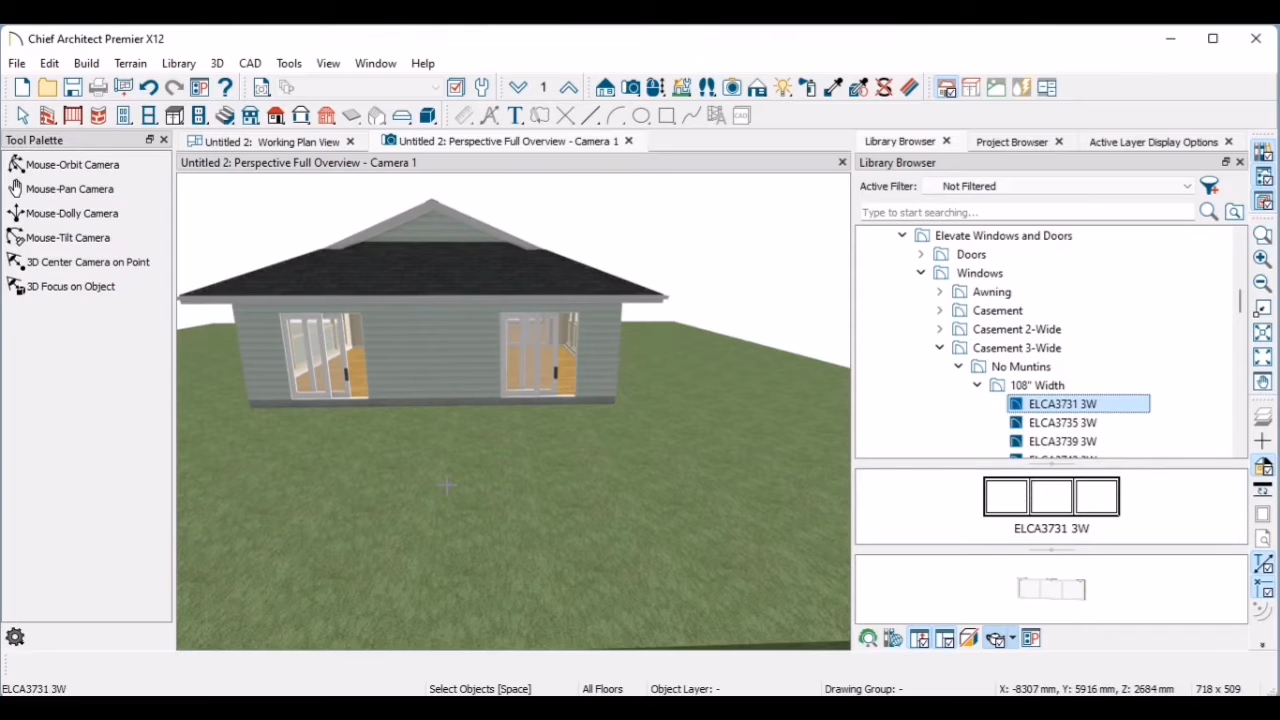 Chief Architect Premier X12
File Edit Build Terrain Library 3D CAD Tools View Window Help
1
Tool Palette
Untitled 2: Working Plan View
Untitled 2: Perspective Full Overview - Camera 1
Library Browser
Project Browser
Active Layer Display Options
Untitled 2: Perspective Full Overview - Camera 1
Library Browser
Mouse-Orbit Camera
Mouse-Pan Camera
Mouse-Dolly Camera
Mouse-Tilt Camera
3D Center Camera on Point
3D Focus on Object
Active Filter: Not Filtered
Type to start searching...
Elevate Windows and Doors
Doors
Windows
Awning
Casement
Casement 2-Wide
Casement 3-Wide
No Muntins
108" Width
ELCA3731 3W
ELCA3735 3W
ELCA3739 3W
ELCA3731 3W
ELCA3731 3W
Select Objects [Space]
All Floors
Object Layer: -
Drawing Group: -
X: -8307 mm, Y: 5916 mm, Z: 2684 mm
718 x 509